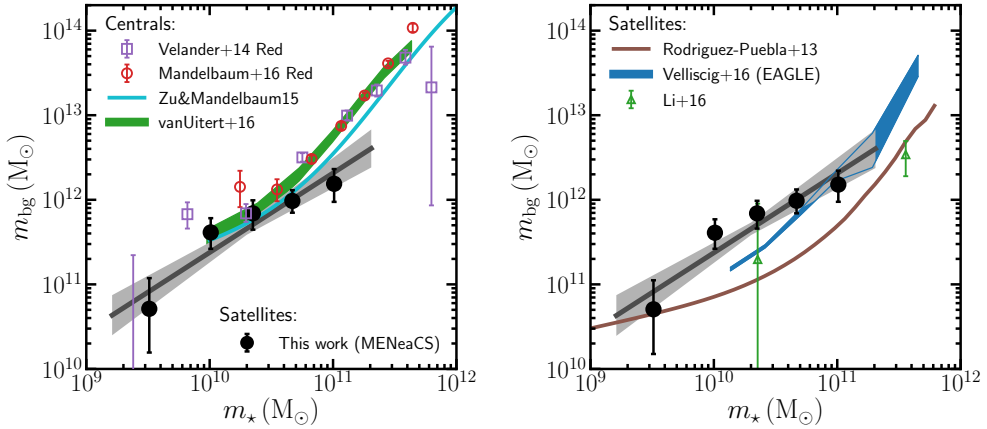 10^14
10^13
10^12
10^11
10^10
m_bg (M_⊙)
Centrals:
Velander+14 Red
Mandelbaum+16 Red
Zu&Mandelbaum15
vanUitert+16
Satellites:
This work (MENeaCS)
10^9 10^10 10^11 10^12
m_⋆ (M_⊙)
10^14
10^13
10^12
10^11
10^10
m_bg (M_⊙)
Satellites:
Rodriguez-Puebla+13
Velliscig+16 (EAGLE)
Li+16
10^9 10^10 10^11 10^12
m_⋆ (M_⊙)